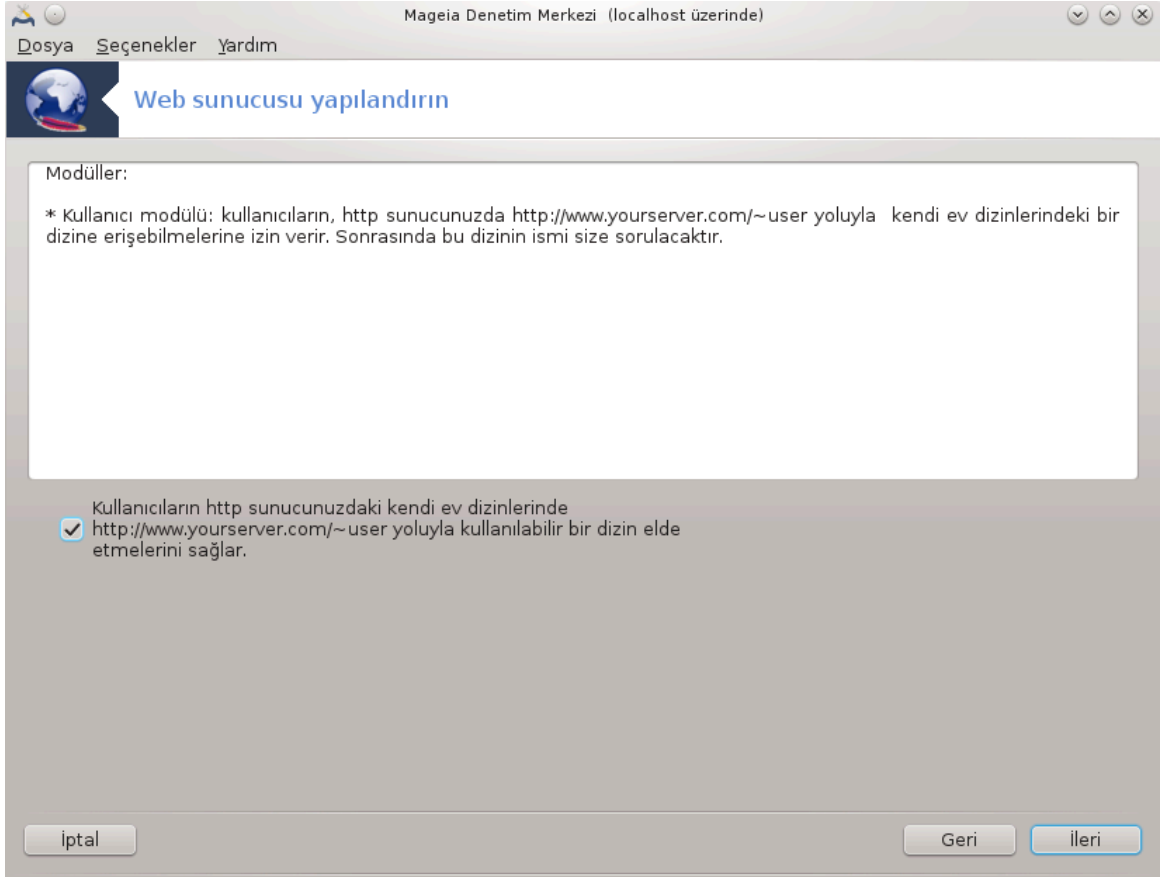 Mageia Denetim Merkezi (localhost üzerinde)
Dosya Seçenekler Yardım
Web sunucusu yapılandırın
Modüller:
* Kullanıcı modülü: kullanıcıların, http sunucunuzda http://www.yourserver.com/~user yoluyla kendi ev dizinlerindeki bir
dizine erişebilmelerine izin verir. Sonrasında bu dizinin ismi size sorulacaktır.
Kullanıcıların http sunucunuzdaki kendi ev dizinlerinde
http://www.yourserver.com/~user yoluyla kullanılabilir bir dizin elde
etmelerini sağlar.
İptal Geri İleri